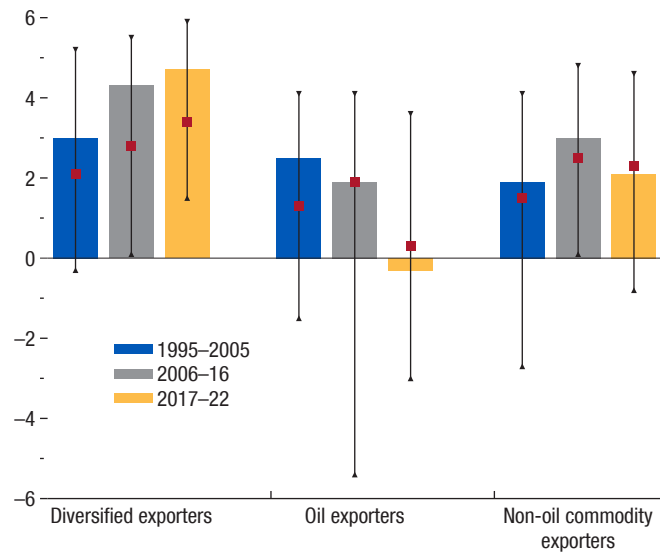 6
4
2
0
–2
–4
–6
1995–2005
2006–16
2017–22
Diversified exporters
Oil exporters
Non-oil commodity
exporters